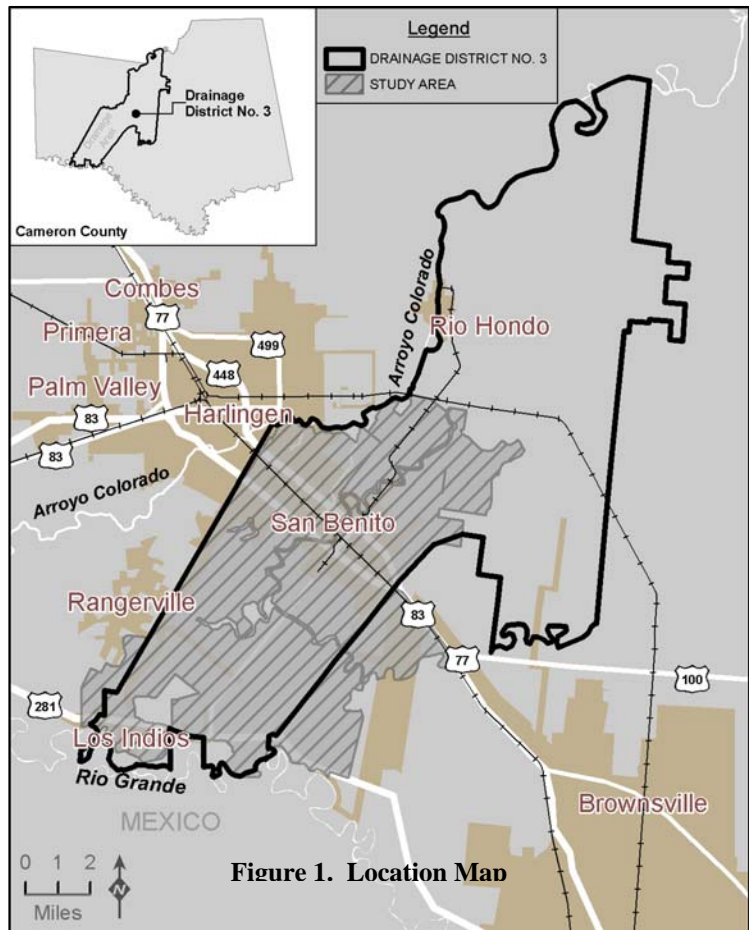 Legend
DRAINAGE DISTRICT NO. 3
STUDY AREA
Drainage
District No. 3
Drainage
Area
Cameron County
Combes
77
Arroyo Colorado
Primera
499
Rio Hondo
448
Palm Valley
Harlingen
83
83
Arroyo Colorado
San Benito
Rangerville
83
77
100
281
Los Indios
Rio Grande
Brownsville
MEXICO
0 1 2
Miles
N
Figure 1. Location Map